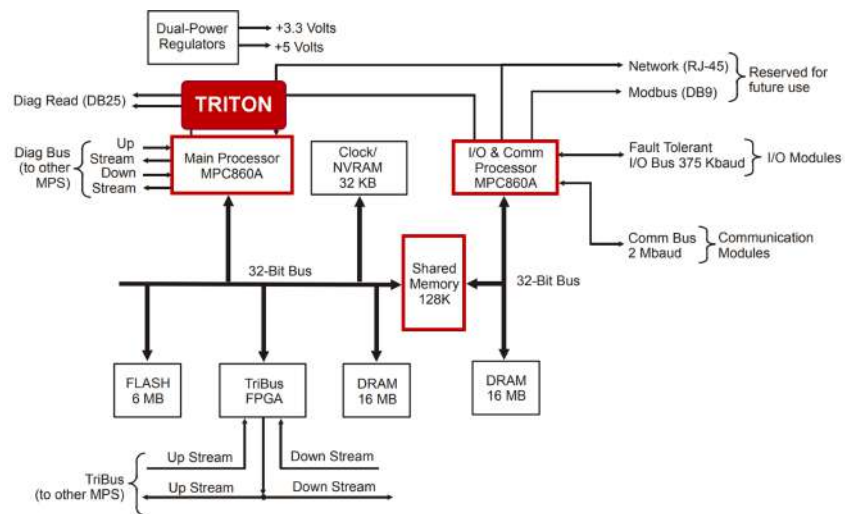 Dual-Power
Regulators
+3.3 Volts
+5 Volts
TRITON
Diag Read (DB25)
Diag Bus
(to other
MPS)
Up
Stream
Down
Stream
Main Processor
MPC860A
Clock/
NVRAM
32 KB
I/O & Comm
Processor
MPC860A
Network (RJ-45)
Modbus (DB9)
Reserved for
future use
Fault Tolerant
I/O Bus 375 Kbaud
I/O Modules
Comm Bus
2 Mbaud
Communication
Modules
32-Bit Bus
Shared
Memory
128K
32-Bit Bus
FLASH
6 MB
TriBus
FPGA
DRAM
16 MB
DRAM
16 MB
TriBus
(to other MPS)
Up Stream
Down Stream
Up Stream
Down Stream